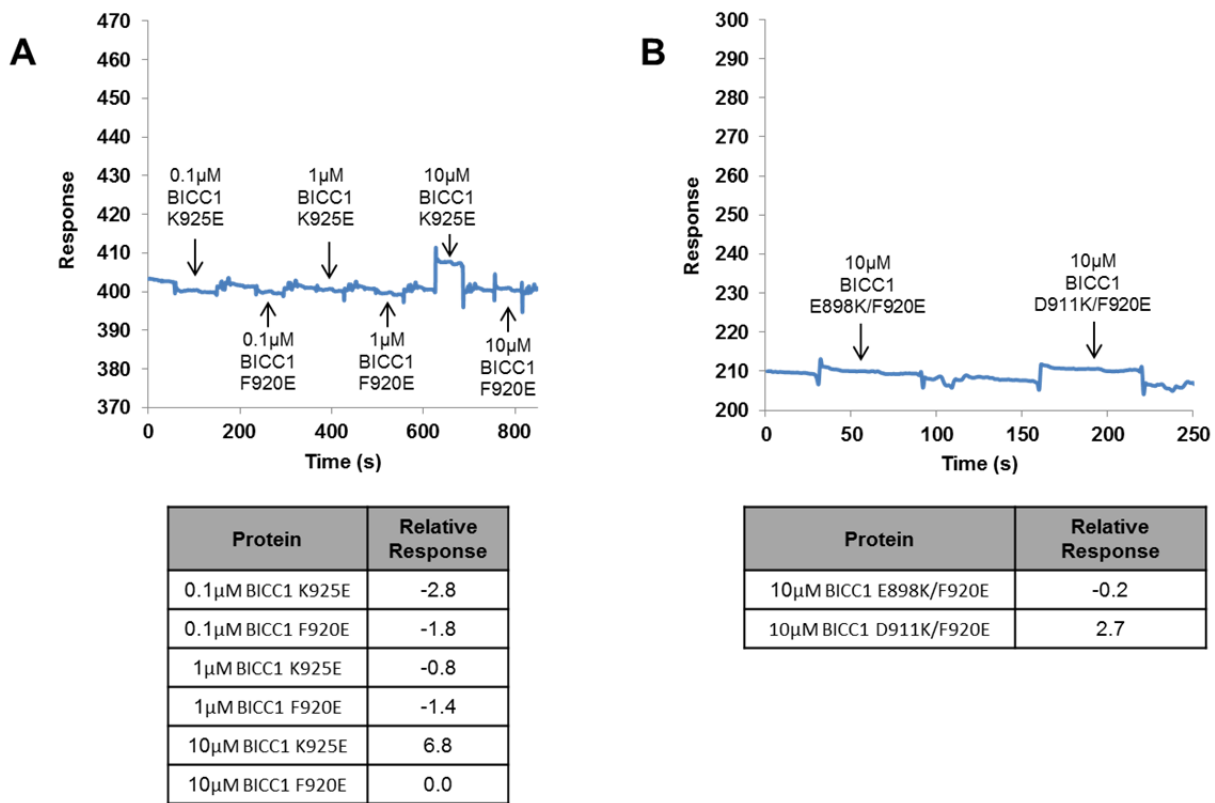 A
470
460
450
440
430
420
410
400
390
380
370
Response
0.1µM
BICC1
K925E
1µM
BICC1
K925E
10µM
BICC1
K925E
0.1µM
BICC1
F920E
1µM
BICC1
F920E
10µM
BICC1
F920E
0 200 400 600 800
Time (s)
Protein Relative Response
0.1µM BICC1 K925E -2.8
0.1µM BICC1 F920E -1.8
1µM BICC1 K925E -0.8
1µM BICC1 F920E -1.4
10µM BICC1 K925E 6.8
10µM BICC1 F920E 0.0
B
300
290
280
270
260
250
240
230
220
210
200
Response
10µM
BICC1
E898K/F920E
10µM
BICC1
D911K/F920E
0 50 100 150 200 250
Time (s)
Protein Relative Response
10µM BICC1 E898K/F920E -0.2
10µM BICC1 D911K/F920E 2.7